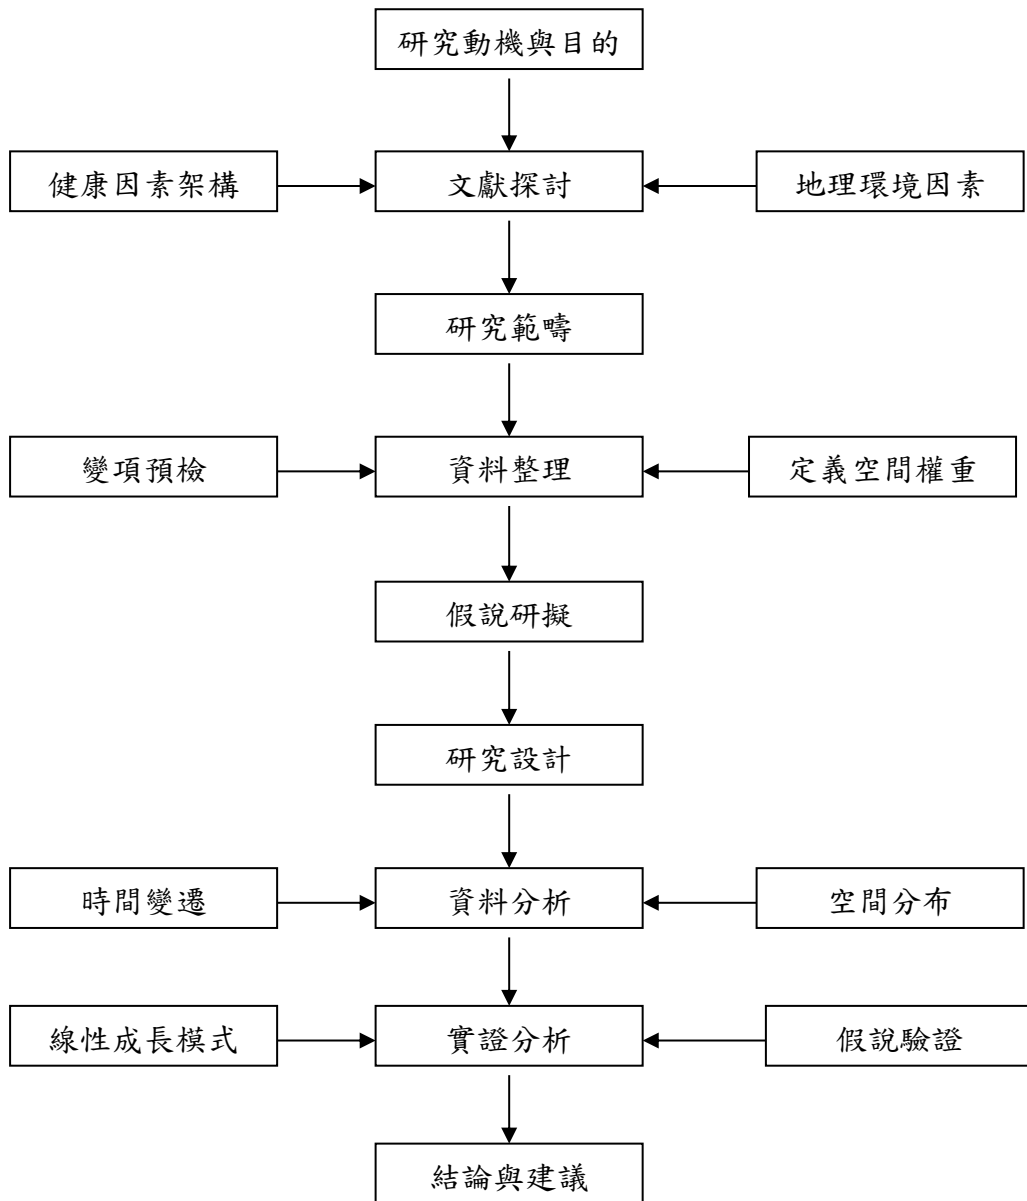 研究動機與目的
健康因素架構
文獻探討
地理環境因素
研究範疇
變項預檢
資料整理
定義空間權重
假說研擬
研究設計
時間變遷
資料分析
空間分布
線性成長模式
實證分析
假說驗證
結論與建議